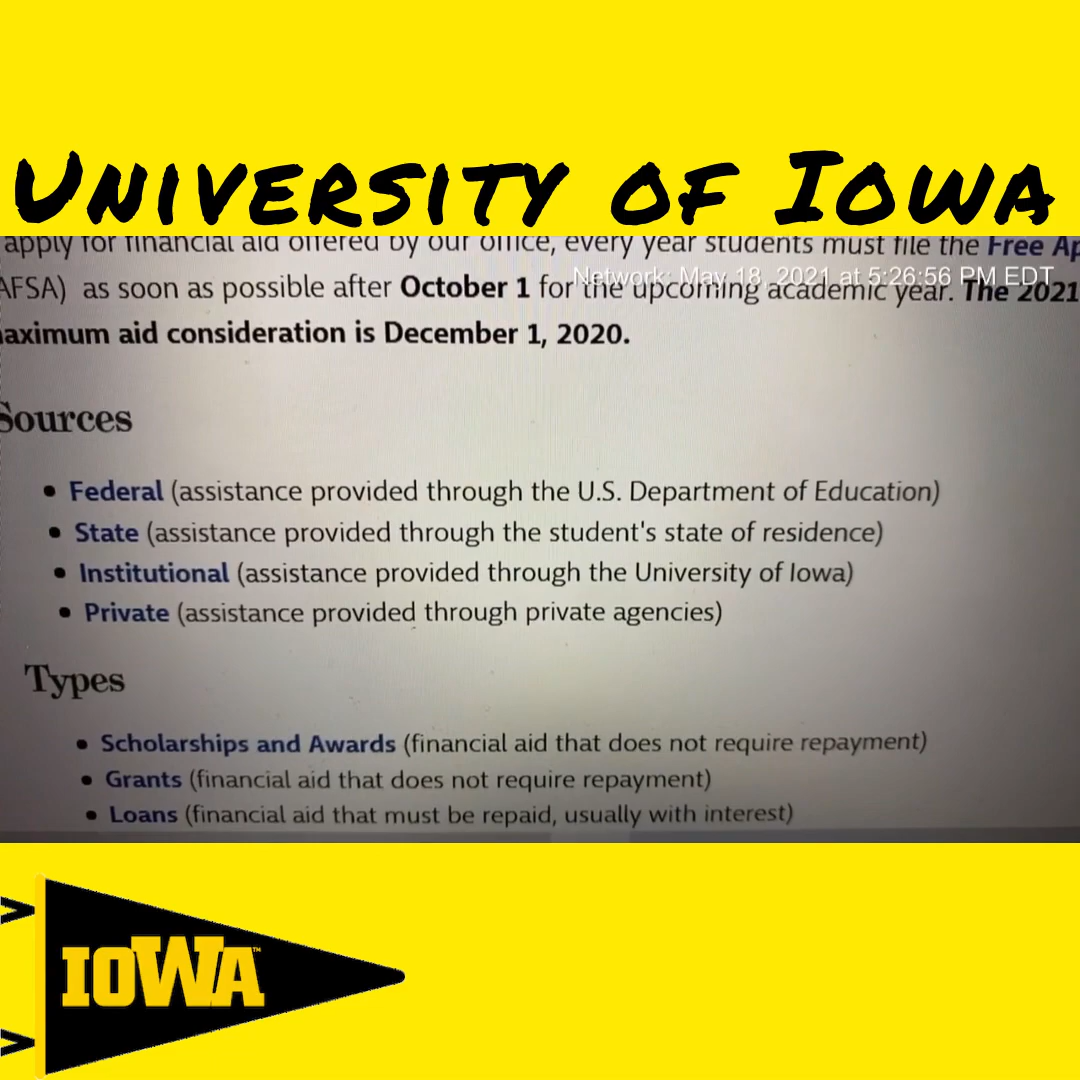 UNIVERSITY OF IOWA
apply for financial aid offered by our office, every year students must file the Free Ap
Network: May 18, 2021 at 5:26:56 PM EDT
AFSA) as soon as possible after October 1 for the upcoming academic year. The 2021
aximum aid consideration is December 1, 2020.
Sources
• Federal (assistance provided through the U.S. Department of Education)
• State (assistance provided through the student's state of residence)
• Institutional (assistance provided through the University of Iowa)
• Private (assistance provided through private agencies)
Types
• Scholarships and Awards (financial aid that does not require repayment)
• Grants (financial aid that does not require repayment)
• Loans (financial aid that must be repaid, usually with interest)
IOWA™